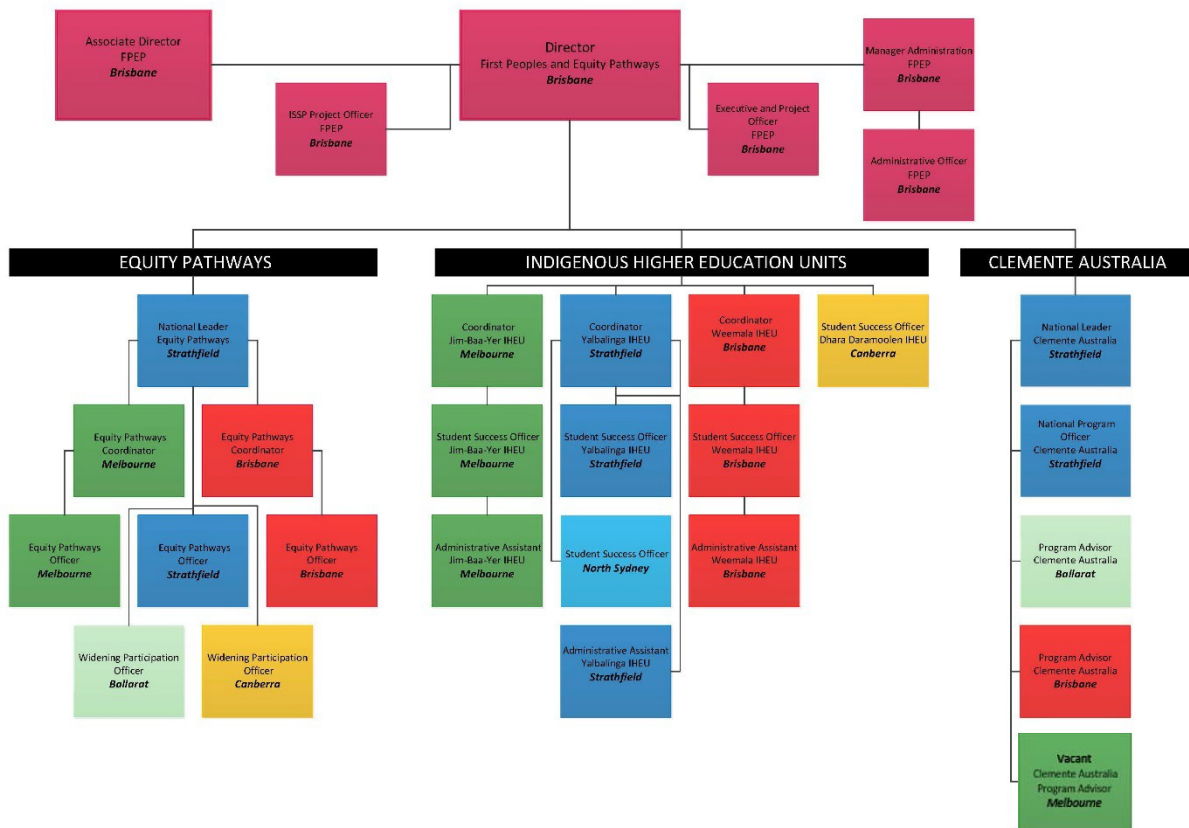 Associate Director
FPEP
Brisbane
Director
First Peoples and Equity Pathways
Brisbane
Manager Administration
FPEP
Brisbane
ISSP Project Officer
FPEP
Brisbane
Executive and Project
Officer
FPEP
Brisbane
Administrative Officer
FPEP
Brisbane
EQUITY PATHWAYS
National Leader
Equity Pathways
Strathfield
Equity Pathways
Coordinator
Melbourne
Equity Pathways
Coordinator
Brisbane
Equity Pathways
Officer
Melbourne
Equity Pathways
Officer
Strathfield
Equity Pathways
Officer
Brisbane
Widening Participation
Officer
Ballarat
Widening Participation
Officer
Canberra
INDIGENOUS HIGHER EDUCATION UNITS
Coordinator
Jim-Baa-Yer IHEU
Melbourne
Coordinator
Yalbalinga IHEU
Strathfield
Coordinator
Weemala IHEU
Brisbane
Student Success Officer
Dhara Daramoolen IHEU
Canberra
Student Success Officer
Jim-Baa-Yer IHEU
Melbourne
Student Success Officer
Yalbalinga IHEU
Strathfield
Student Success Officer
Weemala IHEU
Brisbane
Administrative Assistant
Jim-Baa-Yer IHEU
Melbourne
Student Success Officer
North Sydney
Administrative Assistant
Weemala IHEU
Brisbane
Administrative Assistant
Yalbalinga IHEU
Strathfield
CLEMENTE AUSTRALIA
National Leader
Clemente Australia
Strathfield
National Program
Officer
Clemente Australia
Strathfield
Program Advisor
Clemente Australia
Ballarat
Program Advisor
Clemente Australia
Brisbane
Vacant
Clemente Australia
Program Advisor
Melbourne